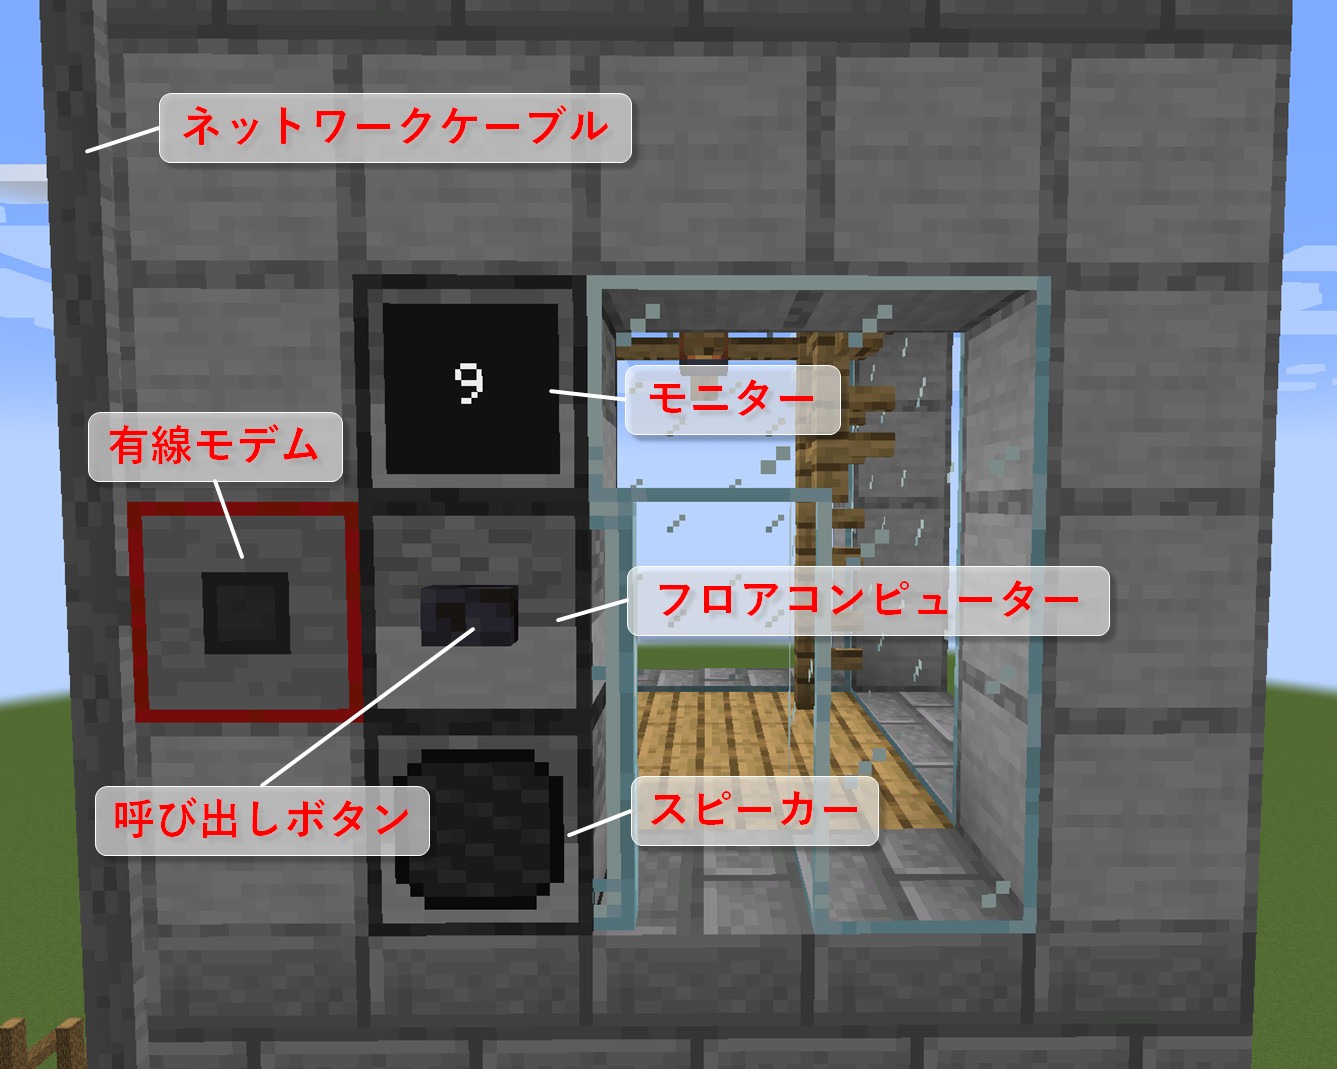 ネットワークケーブル
9
モニター
有線モデム
フロアコンピューター
呼び出しボタン
スピーカー